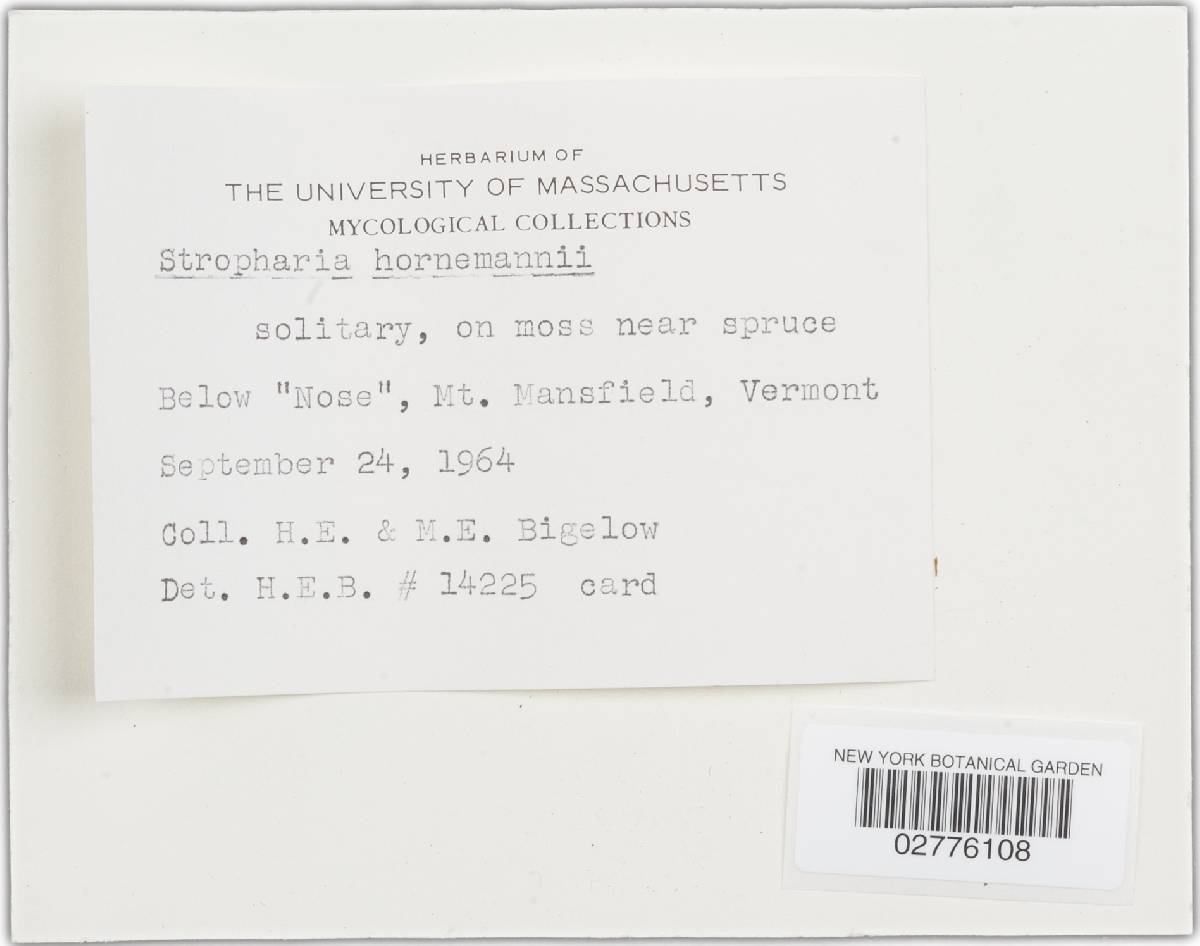 HERBARIUM OF
THE UNIVERSITY OF MASSACHUSETTS
MYCOLOGICAL COLLECTIONS
Stropharia hornemannii
solitary, on moss near spruce
Below "Nose", Mt. Mansfield, Vermont
September 24, 1964
Coll. H.E. & M.E. Bigelow
Det. H.E.B. # 14225 card
NEW YORK BOTANICAL GARDEN
02776108